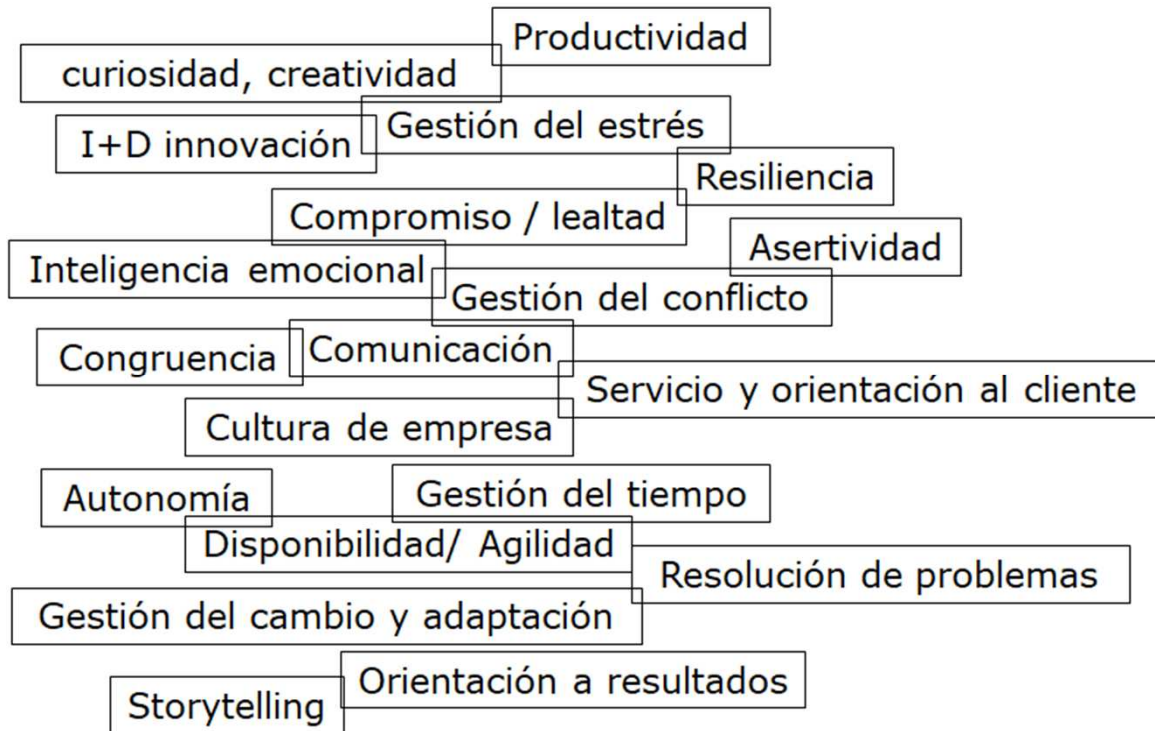 Productividad
curiosidad, creatividad
Gestión del estrés
I+D innovación
Resiliencia
Compromiso / lealtad
Asertividad
Inteligencia emocional
Gestión del conflicto
Comunicación
Congruencia
Servicio y orientación al cliente
Cultura de empresa
Gestión del tiempo
Autonomía
Disponibilidad/ Agilidad
Resolución de problemas
Gestión del cambio y adaptación
Orientación a resultados
Storytelling